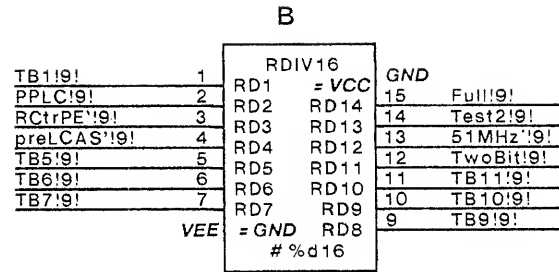 B
RDIV16
TB1!9! 1 RD1 = VCC GND
PPLC!9! 2 RD2 RD14 15 Full!9!
RCtrPE'!9! 3 RD3 RD13 14 Test2!9!
preLCAS'!9! 4 RD4 RD12 13 51MHz'!9!
TB5!9! 5 RD5 RD11 12 TwoBit!9!
TB6!9! 6 RD6 RD10 11 TB11!9!
TB7!9! 7 RD7 RD9 10 TB10!9!
VEE = GND RD8 9 TB9!9!
# %d16